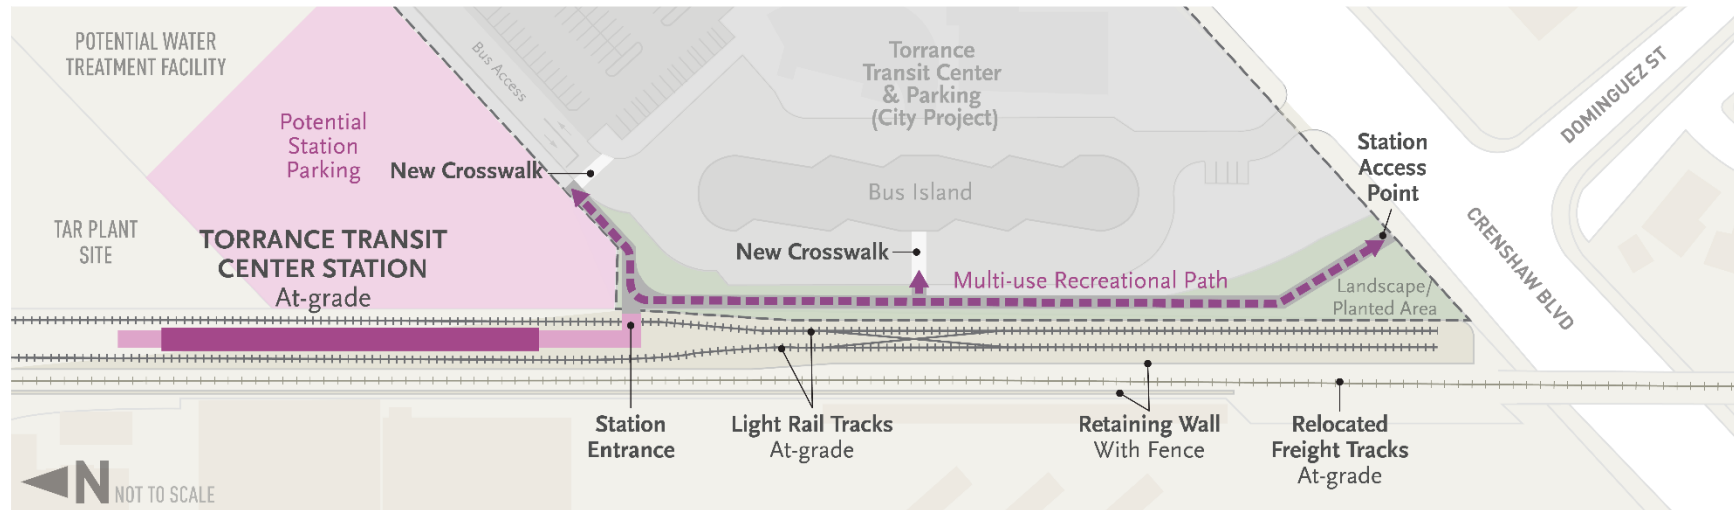 POTENTIAL WATER
TREATMENT FACILITY
Bus Access
Torrance
Transit Center
& Parking
(City Project)
DOMINGUEZ ST
Potential
Station
Parking
New Crosswalk
Station
Access
Point
Bus Island
TAR PLANT
SITE
TORRANCE TRANSIT
CENTER STATION
At-grade
New Crosswalk
Multi-use Recreational Path
Landscape/
Planted Area
CRENSHAW BLVD
Station
Entrance
Light Rail Tracks
At-grade
Retaining Wall
With Fence
Relocated
Freight Tracks
At-grade
N NOT TO SCALE